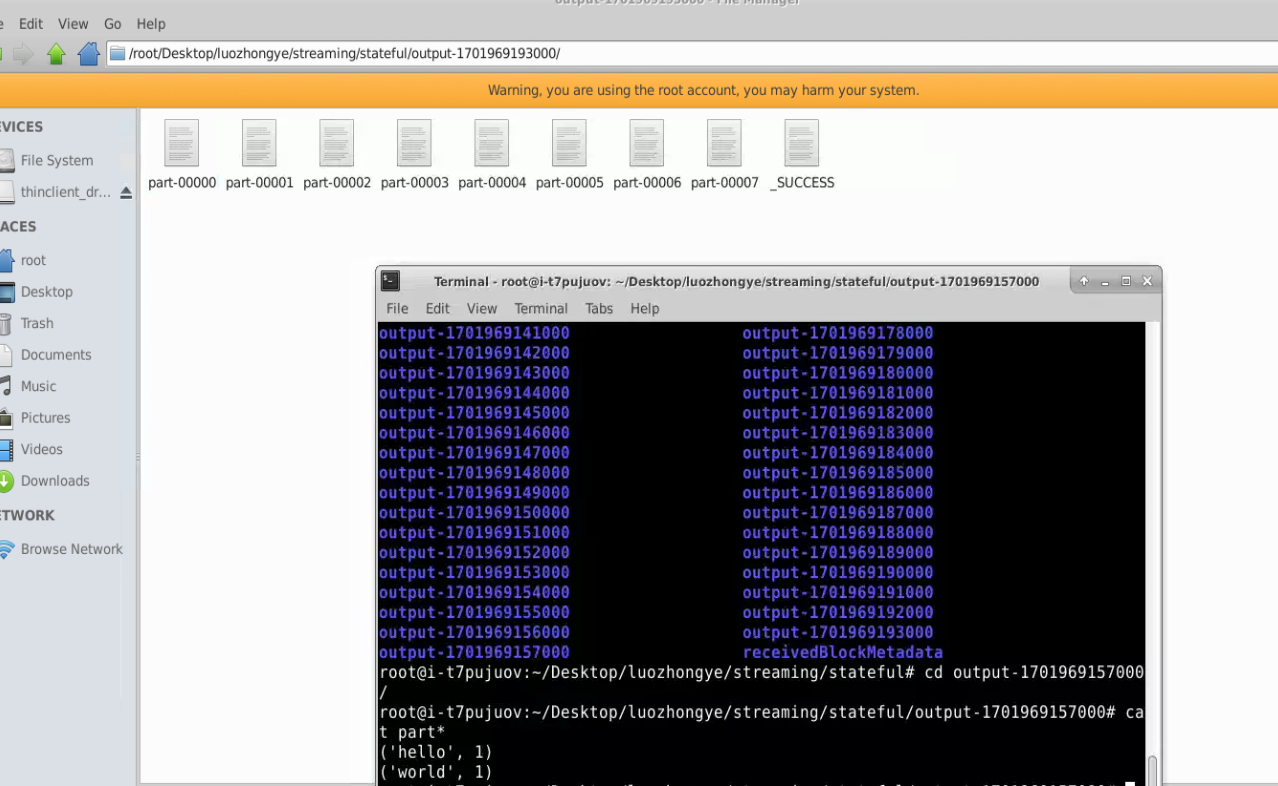 Edit View Go Help
/root/Desktop/luozhongye/streaming/stateful/output-1701969193000/
Warning, you are using the root account, you may harm your system.
EVICES
File System
thinclient_dr...
ACES
root
Desktop
Trash
Documents
Music
Pictures
Videos
Downloads
ETWORK
Browse Network
part-00000 part-00001 part-00002 part-00003 part-00004 part-00005 part-00006 part-00007 _SUCCESS
Terminal - root@i-t7pujuov: ~/Desktop/luozhongye/streaming/stateful/output-1701969157000
File Edit View Terminal Tabs Help
output-1701969141000 output-1701969178000
output-1701969142000 output-1701969179000
output-1701969143000 output-1701969180000
output-1701969144000 output-1701969181000
output-1701969145000 output-1701969182000
output-1701969146000 output-1701969183000
output-1701969147000 output-1701969184000
output-1701969148000 output-1701969185000
output-1701969149000 output-1701969186000
output-1701969150000 output-1701969187000
output-1701969151000 output-1701969188000
output-1701969152000 output-1701969189000
output-1701969153000 output-1701969190000
output-1701969154000 output-1701969191000
output-1701969155000 output-1701969192000
output-1701969156000 output-1701969193000
output-1701969157000 receivedBlockMetadata
root@i-t7pujuov:~/Desktop/luozhongye/streaming/stateful# cd output-1701969157000
/
root@i-t7pujuov:~/Desktop/luozhongye/streaming/stateful/output-1701969157000# ca
t part*
('hello', 1)
('world', 1)